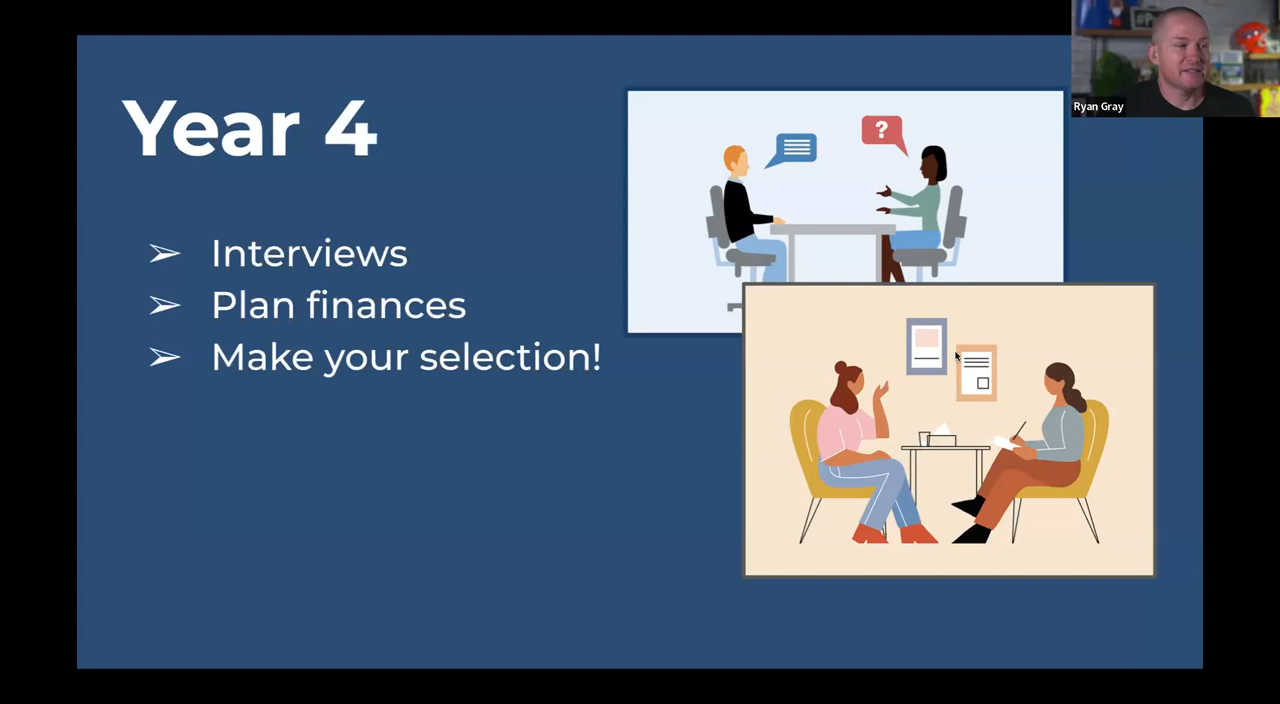 Year 4
➢ Interviews
➢ Plan finances
➢ Make your selection!
?
Ryan Gray